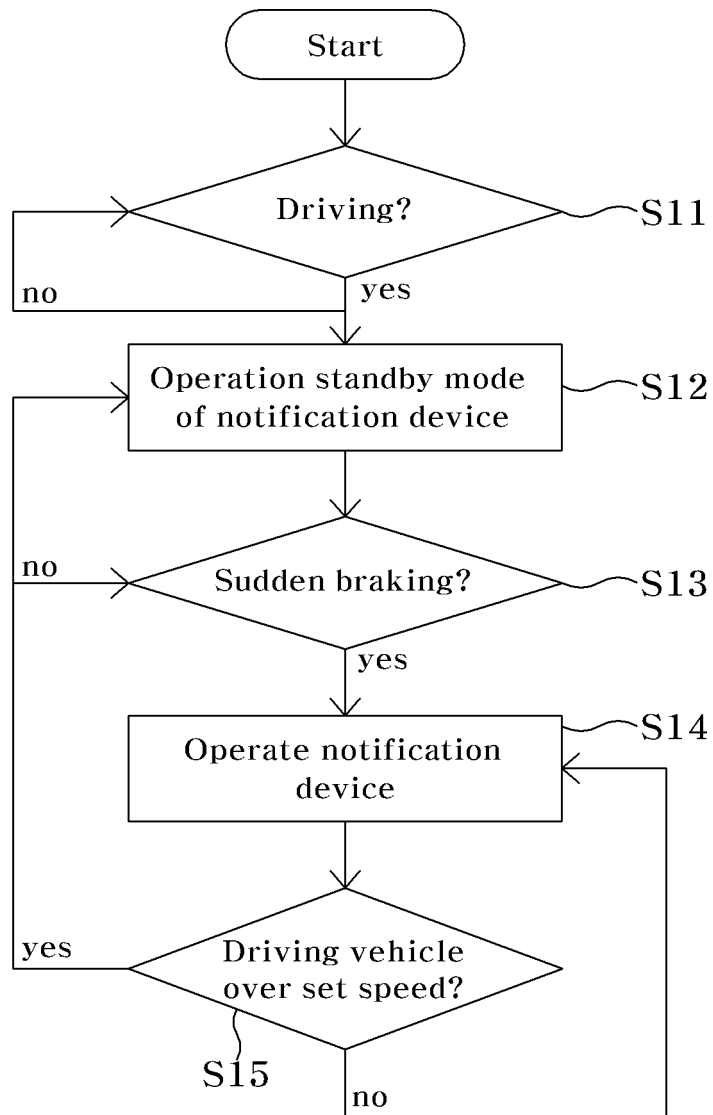 Start
Driving?
S11
no
yes
Operation standby mode
of notification device
S12
no
Sudden braking?
S13
yes
Operate notification
device
S14
yes
Driving vehicle
over set speed?
S15
no